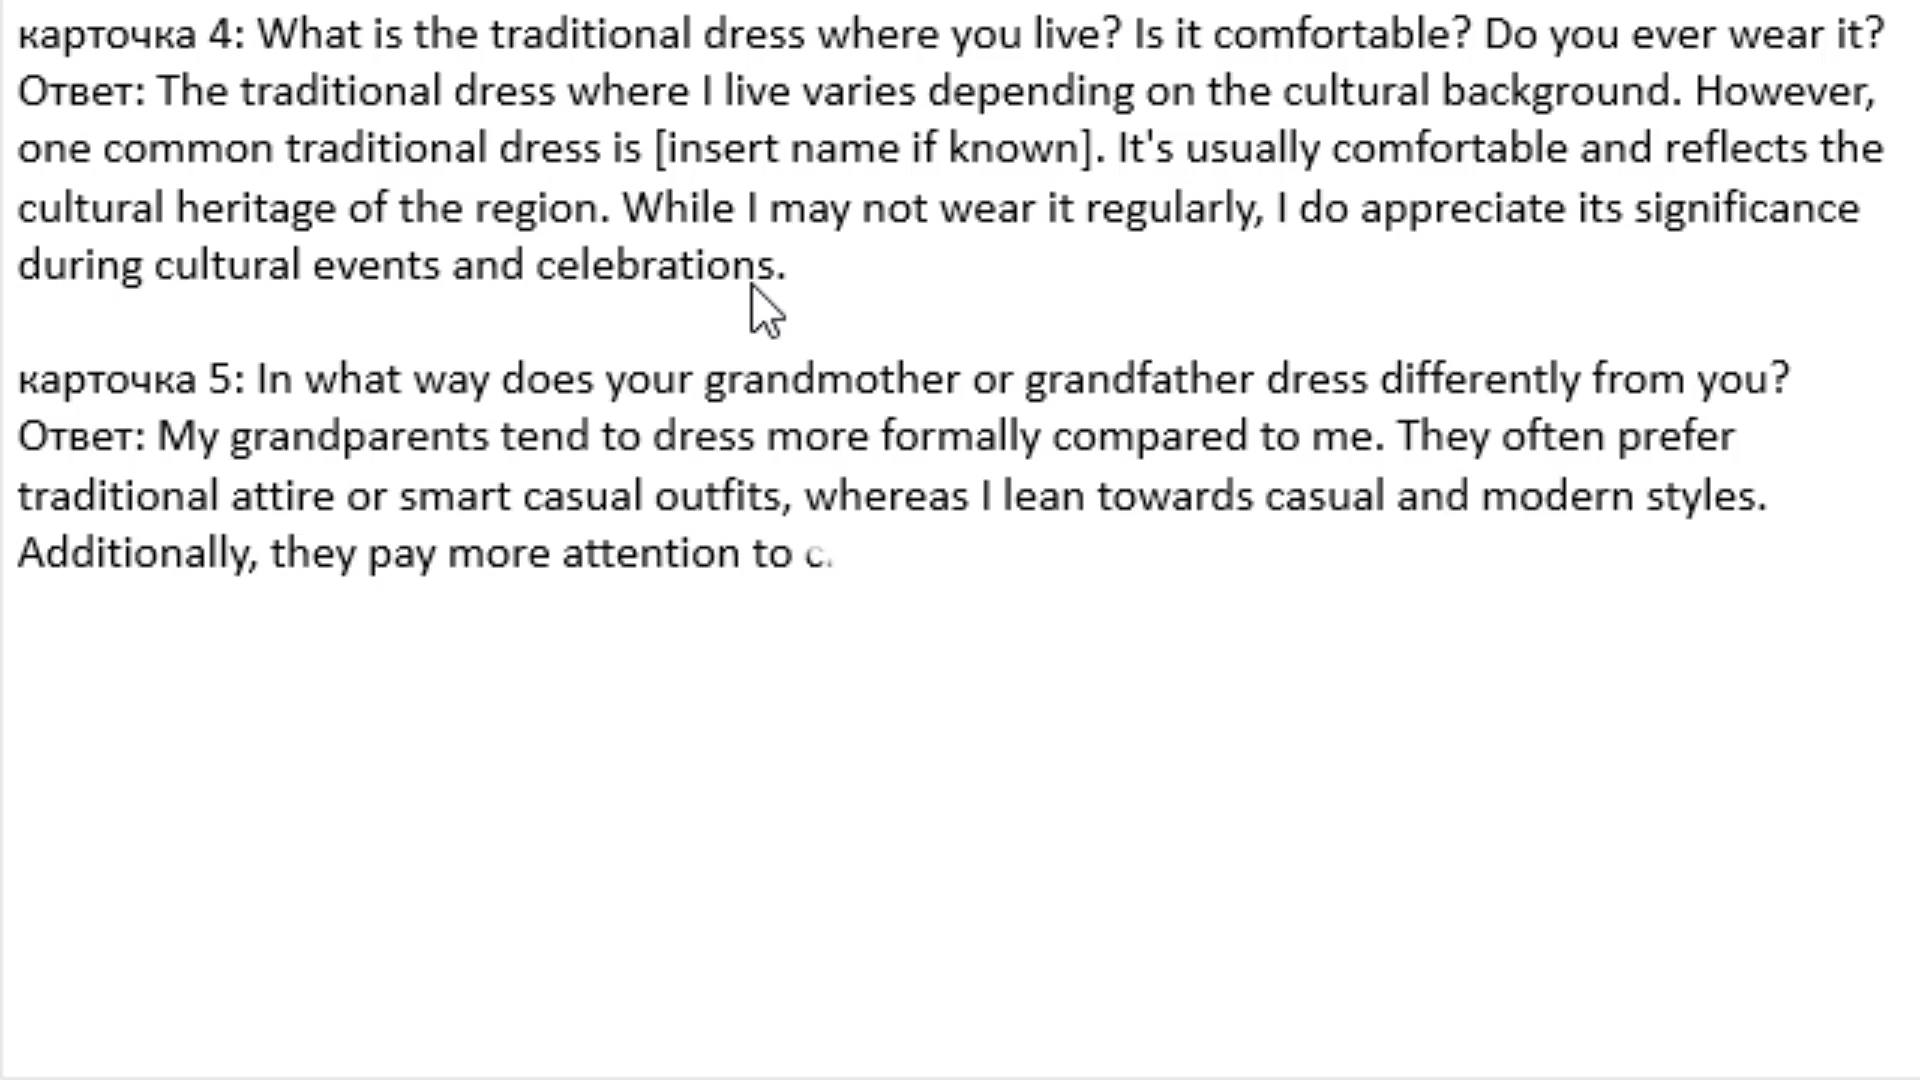 карточка 4: What is the traditional dress where you live? Is it comfortable? Do you ever wear it?
Ответ: The traditional dress where I live varies depending on the cultural background. However,
one common traditional dress is [insert name if known]. It's usually comfortable and reflects the
cultural heritage of the region. While I may not wear it regularly, I do appreciate its significance
during cultural events and celebrations.
карточка 5: In what way does your grandmother or grandfather dress differently from you?
Ответ: My grandparents tend to dress more formally compared to me. They often prefer
traditional attire or smart casual outfits, whereas I lean towards casual and modern styles.
Additionally, they pay more attention to